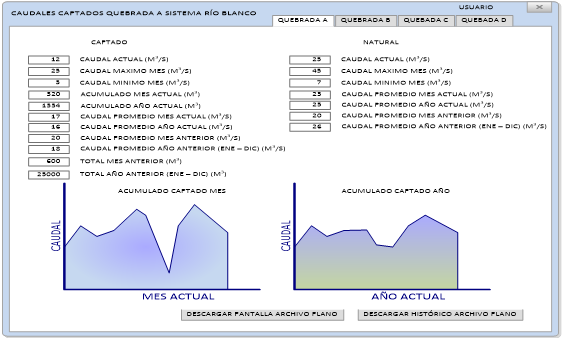 USUARIO
CAUDALES CAPTADOS QUEBRADA A SISTEMA RÍO BLANCO
QUEBRADA A QUEBRADA B QUEBADA C QUEBADA D
CAPTADO
12 CAUDAL ACTUAL (M³/S)
25 CAUDAL MAXIMO MES (M³/S)
5 CAUDAL MINIMO MES (M³/S)
520 ACUMULADO MES ACTUAL (M³)
1554 ACUMULADO AÑO ACTUAL (M³)
17 CAUDAL PROMEDIO MES ACTUAL (M³/S)
16 CAUDAL PROMEDIO AÑO ACTUAL (M³/S)
20 CAUDAL PROMEDIO MES ANTERIOR (M³/S)
18 CAUDAL PROMEDIO AÑO ANTERIOR (ENE – DIC) (M³/S)
600 TOTAL MES ANTERIOR (M³)
25000 TOTAL AÑO ANTERIOR (ENE – DIC) (M³)
NATURAL
25 CAUDAL ACTUAL (M³/S)
45 CAUDAL MAXIMO MES (M³/S)
7 CAUDAL MINIMO MES (M³/S)
25 CAUDAL PROMEDIO MES ACTUAL (M³/S)
25 CAUDAL PROMEDIO AÑO ACTUAL (M³/S)
20 CAUDAL PROMEDIO MES ANTERIOR (M³/S)
26 CAUDAL PROMEDIO AÑO ANTERIOR (ENE – DIC) (M³/S)
ACUMULADO CAPTADO MES
CAUDAL
MES ACTUAL
ACUMULADO CAPTADO AÑO
CAUDAL
AÑO ACTUAL
DESCARGAR PANTALLA ARCHIVO PLANO
DESCARGAR HISTÓRICO ARCHIVO PLANO